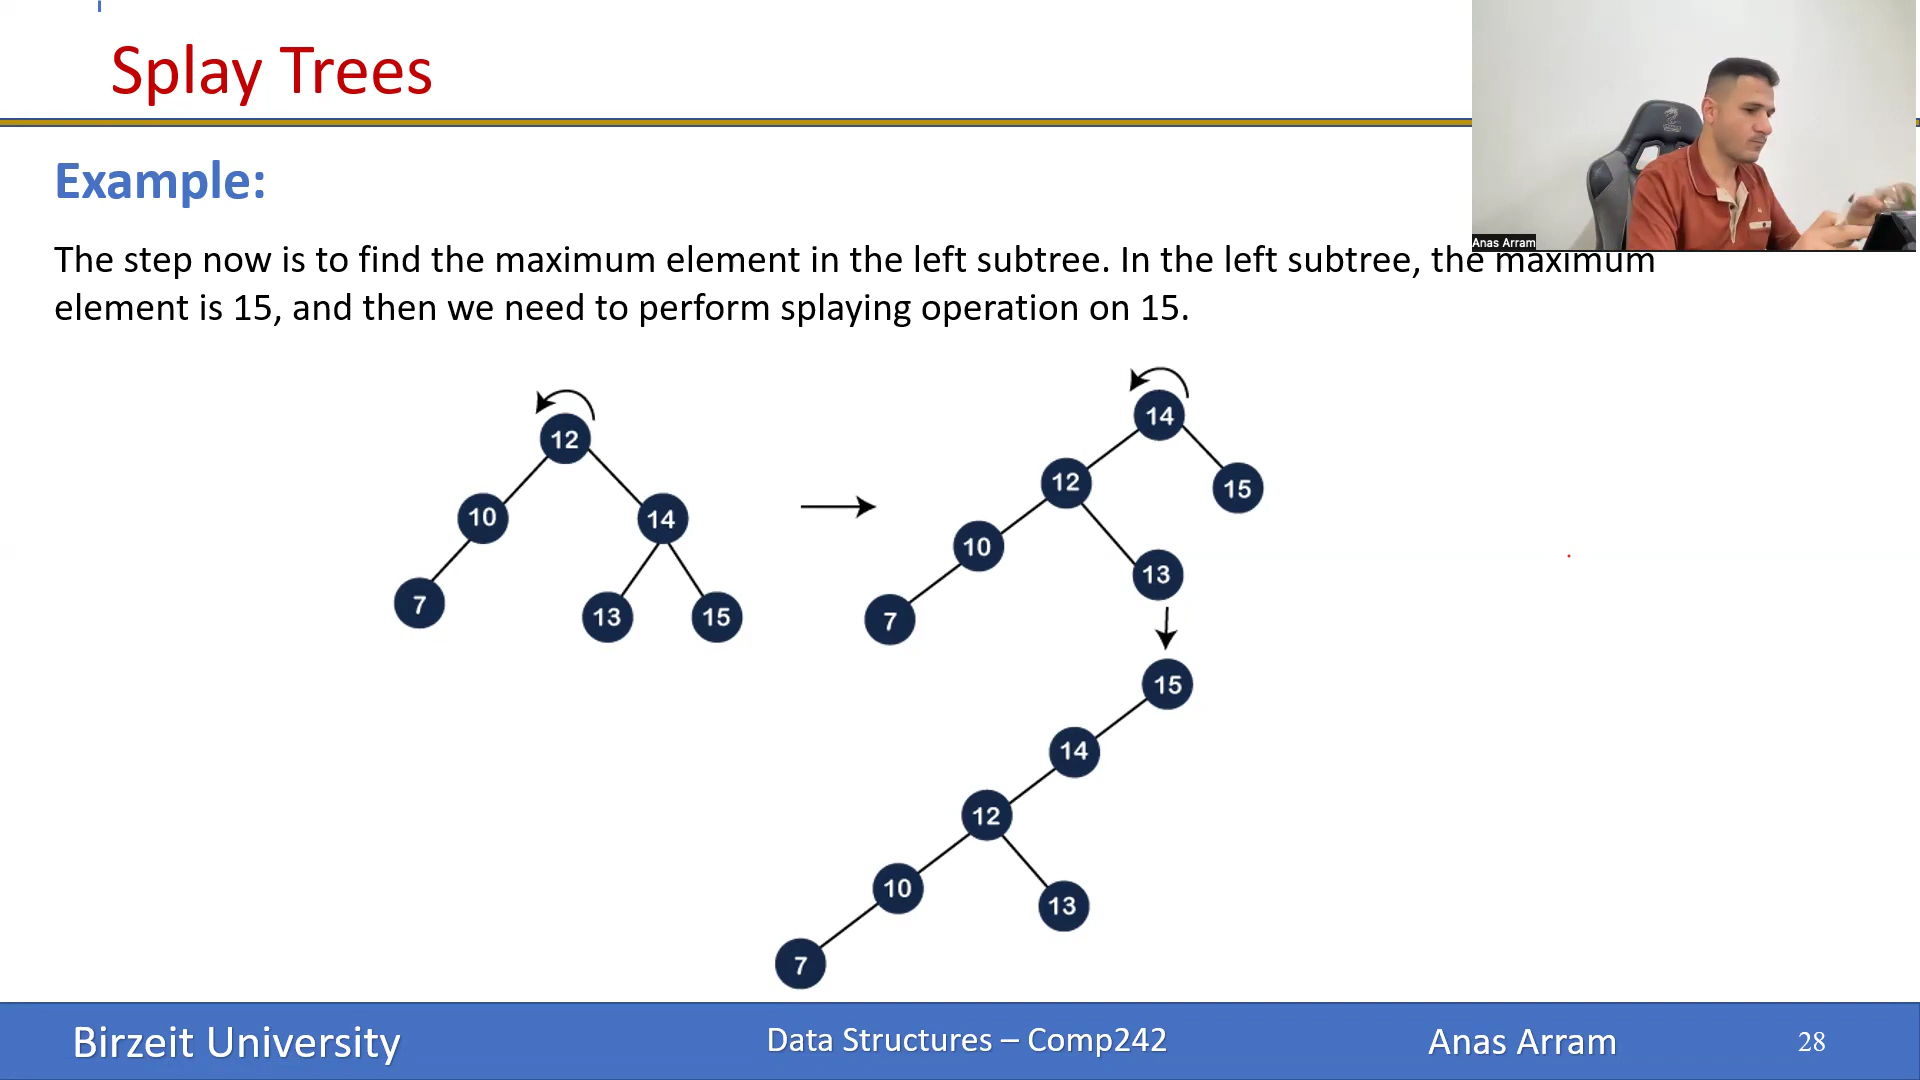 Splay Trees
Anas Arram
Example:
The step now is to find the maximum element in the left subtree. In the left subtree, the maximum
element is 15, and then we need to perform splaying operation on 15.
12
10
14
7
13
15
14
12
15
10
13
7
15
14
12
10
13
7
Birzeit University
Data Structures – Comp242
Anas Arram
28